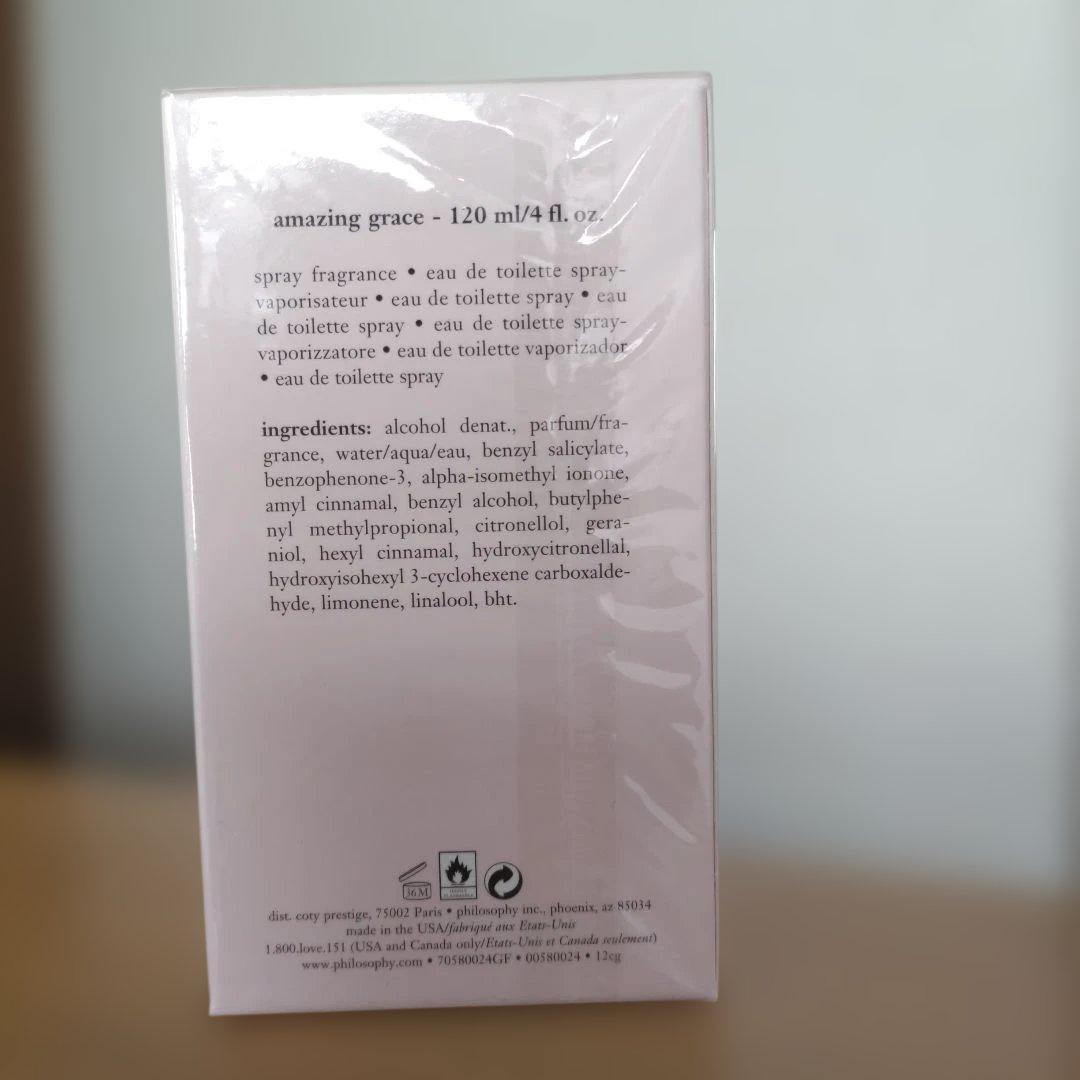 amazing grace - 120 ml/4 fl. oz.
spray fragrance • eau de toilette spray-
vaporisateur • eau de toilette spray • eau
de toilette spray • eau de toilette spray-
vaporizzatore • eau de toilette vaporizador
• eau de toilette spray
ingredients: alcohol denat., parfum/fra-
grance, water/aqua/eau, benzyl salicylate,
benzophenone-3, alpha-isomethyl ionone,
amyl cinnamal, benzyl alcohol, butylphe-
nyl methylpropional, citronellol, gera-
niol, hexyl cinnamal, hydroxycitronellal,
hydroxyisohexyl 3-cyclohexene carboxalde-
hyde, limonene, linalool, bht.
36M
dist. coty prestige, 75002 Paris • philosophy inc., phoenix, az 85034
made in the USA/fabriqué aux Etats-Unis
1.800.love.151 (USA and Canada only/Etats-Unis et Canada seulement)
www.philosophy.com • 70580024GF • 00580024 • 12cg